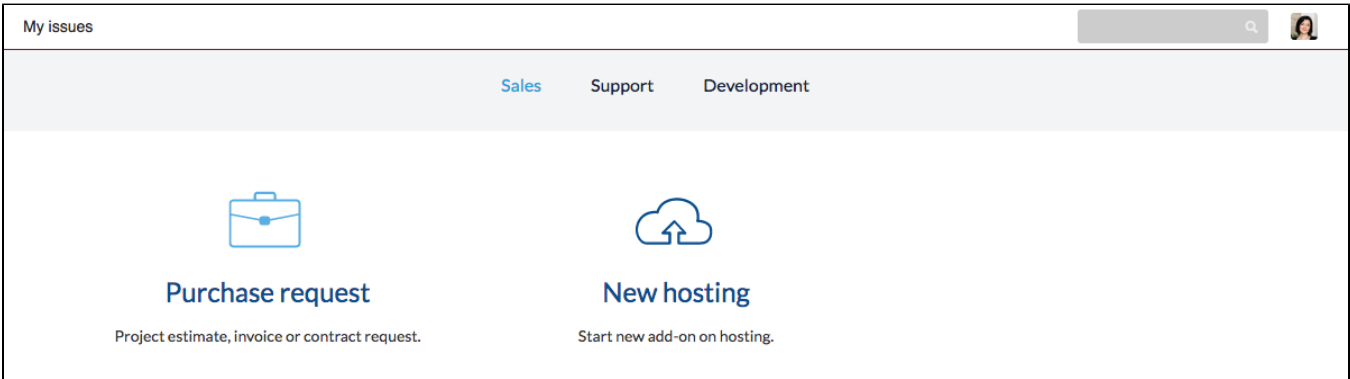 My issues
Sales Support Development
Purchase request New hosting
Project estimate, invoice or contract request. Start new add-on on hosting.